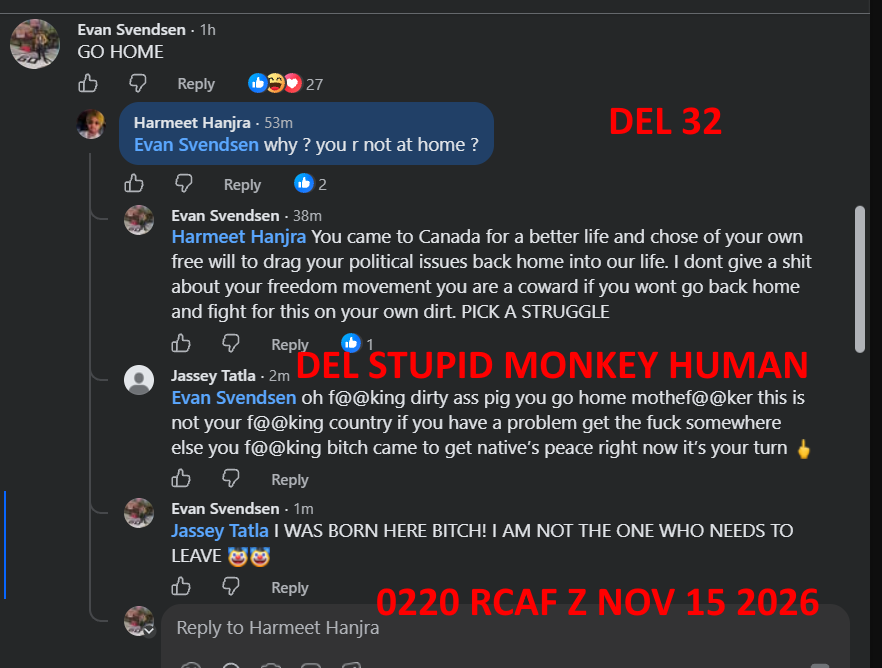 Evan Svendsen · 1h
GO HOME
Reply 27
Harmeet Hanjra · 53m
DEL 32
Evan Svendsen why ? you r not at home ?
Reply 2
Evan Svendsen · 38m
Harmeet Hanjra You came to Canada for a better life and chose of your own
free will to drag your political issues back home into our life. I dont give a shit
about your freedom movement you are a coward if you wont go back home
and fight for this on your own dirt. PICK A STRUGGLE
Reply 1
DEL STUPID MONKEY HUMAN
Jassey Tatla · 2m
Evan Svendsen oh f@@king dirty ass pig you go home mothef@@ker this is
not your f@@king country if you have a problem get the fuck somewhere
else you f@@king bitch came to get native’s peace right now it’s your turn 🖕
Reply
Evan Svendsen · 1m
Jassey Tatla I WAS BORN HERE BITCH! I AM NOT THE ONE WHO NEEDS TO
LEAVE 🤡🤡
Reply
0220 RCAF Z NOV 15 2026
Reply to Harmeet Hanjra